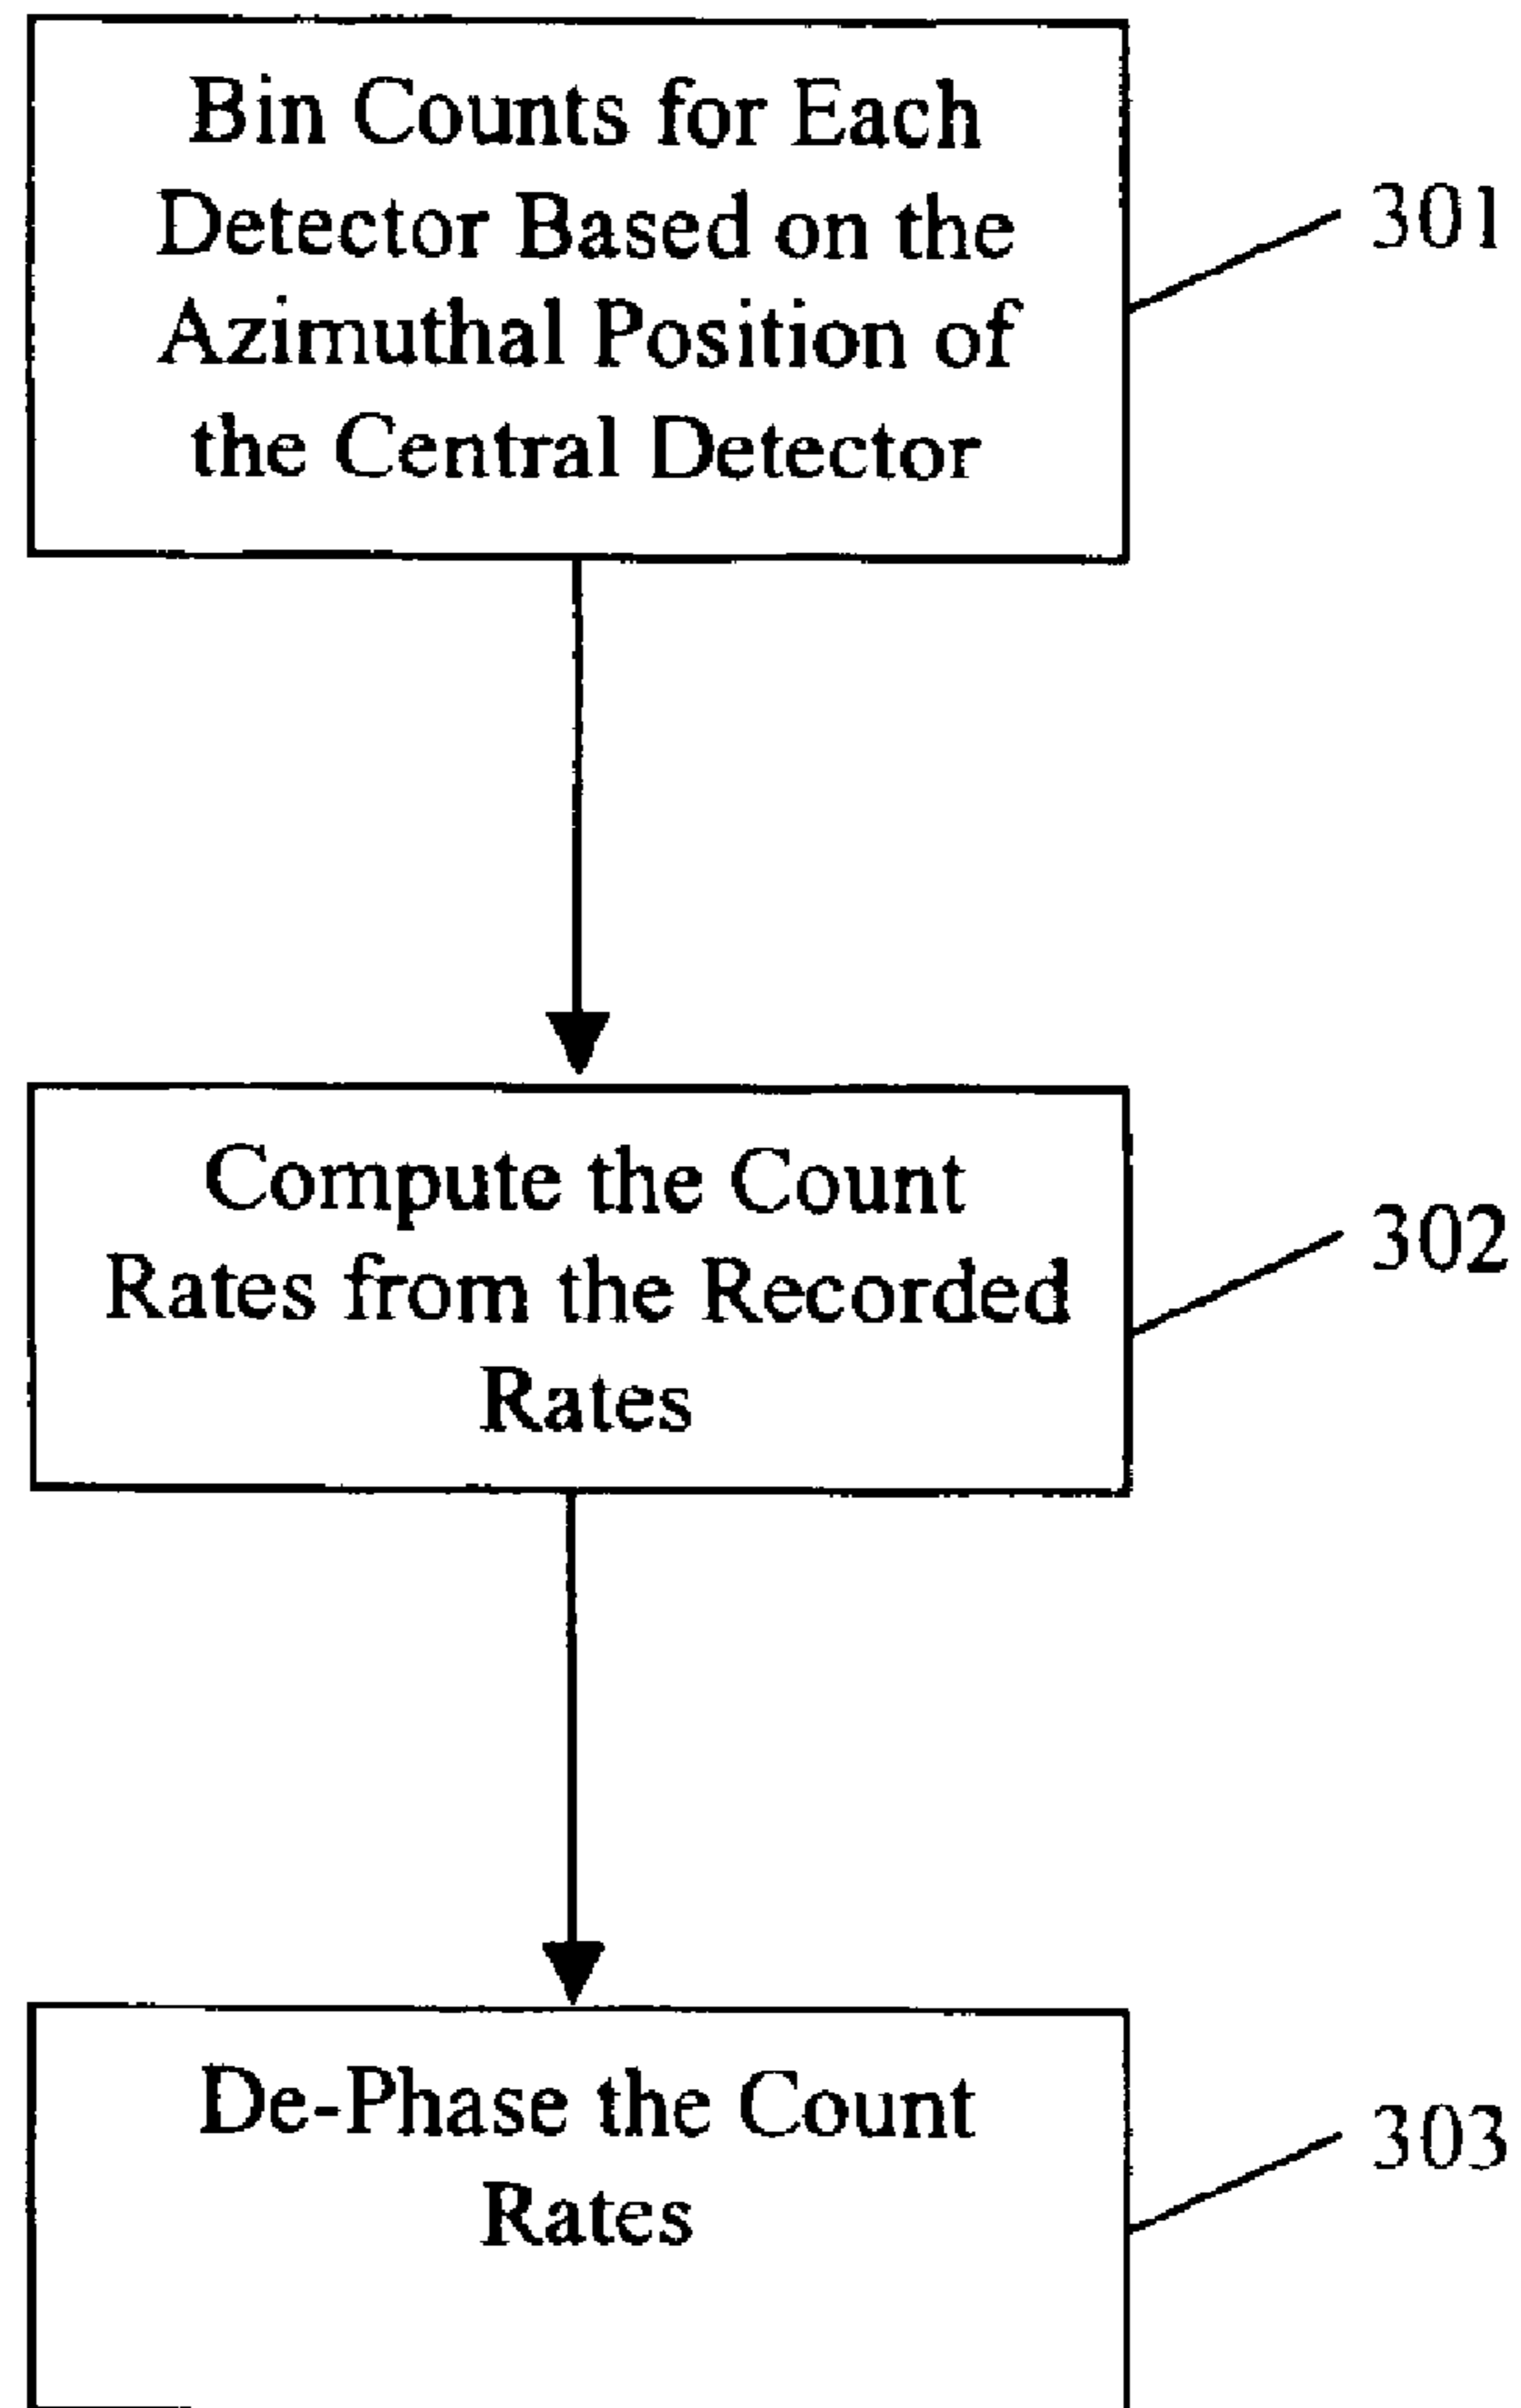 Bin Counts for Each
Detector Based on the
Azimuthal Position of
the Central Detector
301
Compute the Count
Rates from the Recorded
Rates
302
De-Phase the Count
Rates
303